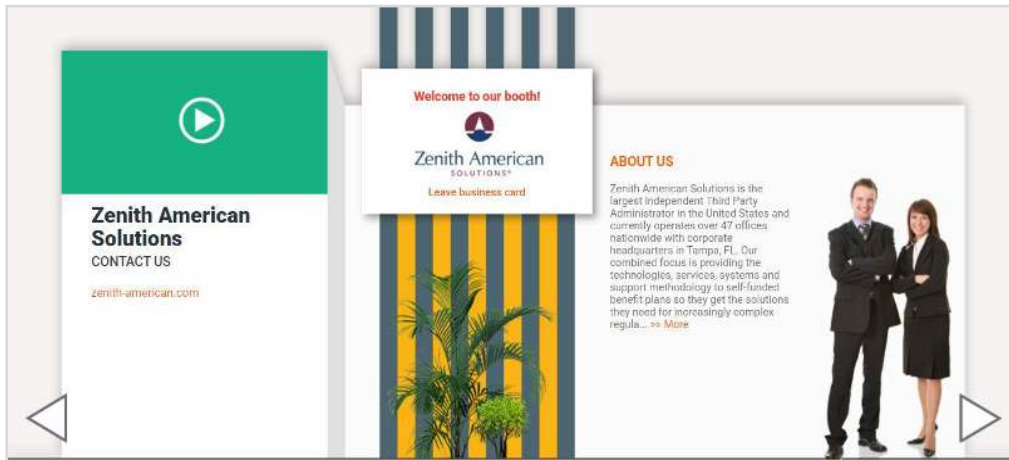 Zenith American
Solutions
CONTACT US
zenith-american.com
Welcome to our booth!
Zenith American
SOLUTIONS®
Leave business card
ABOUT US
Zenith American Solutions is the
largest independent Third Party
Administrator in the United States and
currently operates over 47 offices
nationwide with corporate
headquarters in Tampa, FL. Our
combined focus is providing the
technologies, services, systems and
support methodology to self-funded
benefit plans so they get the solutions
they need for increasingly complex
regula... >> More